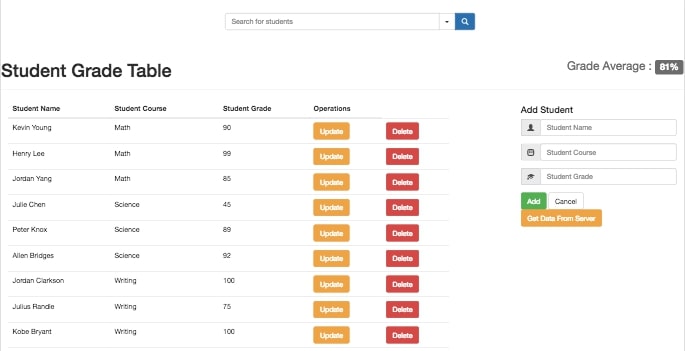 Search for students
Student Grade Table
Grade Average : 81%
Student Name Student Course Student Grade Operations
Kevin Young Math 90 Update Delete
Henry Lee Math 99 Update Delete
Jordan Yang Math 85 Update Delete
Julie Chen Science 45 Update Delete
Peter Knox Science 89 Update Delete
Allen Bridges Science 92 Update Delete
Jordan Clarkson Writing 100 Update Delete
Julius Randle Writing 75 Update Delete
Kobe Bryant Writing 100 Update Delete
Add Student
Student Name
Student Course
Student Grade
Add Cancel
Get Data From Server